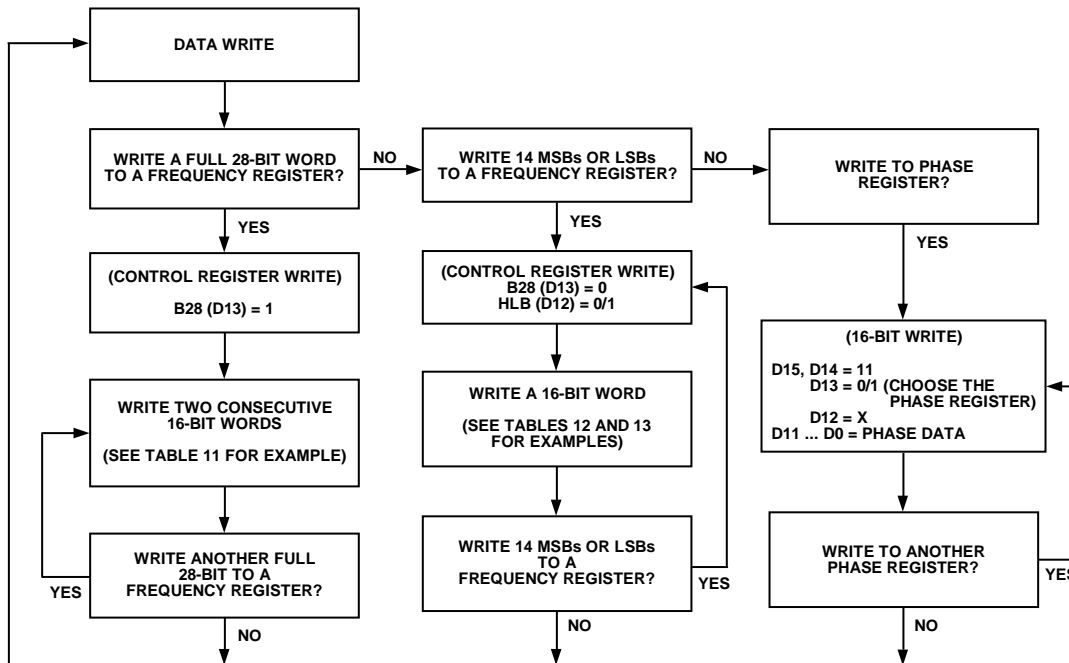 DATA WRITE
WRITE A FULL 28-BIT WORD
TO A FREQUENCY REGISTER?
NO
WRITE 14 MSBs OR LSBs
TO A FREQUENCY REGISTER?
NO
WRITE TO PHASE
REGISTER?
YES
YES
YES
(CONTROL REGISTER WRITE)
B28 (D13) = 1
(CONTROL REGISTER WRITE)
B28 (D13) = 0
HLB (D12) = 0/1
(16-BIT WRITE)
D15, D14 = 11
D13 = 0/1 (CHOOSE THE
PHASE REGISTER)
D12 = X
D11 ... D0 = PHASE DATA
WRITE TWO CONSECUTIVE
16-BIT WORDS
(SEE TABLE 11 FOR EXAMPLE)
WRITE A 16-BIT WORD
(SEE TABLES 12 AND 13
FOR EXAMPLES)
WRITE ANOTHER FULL
28-BIT TO A
FREQUENCY REGISTER?
YES
NO
WRITE 14 MSBs OR LSBs
TO A
FREQUENCY REGISTER?
YES
NO
WRITE TO ANOTHER
PHASE REGISTER?
YES
NO